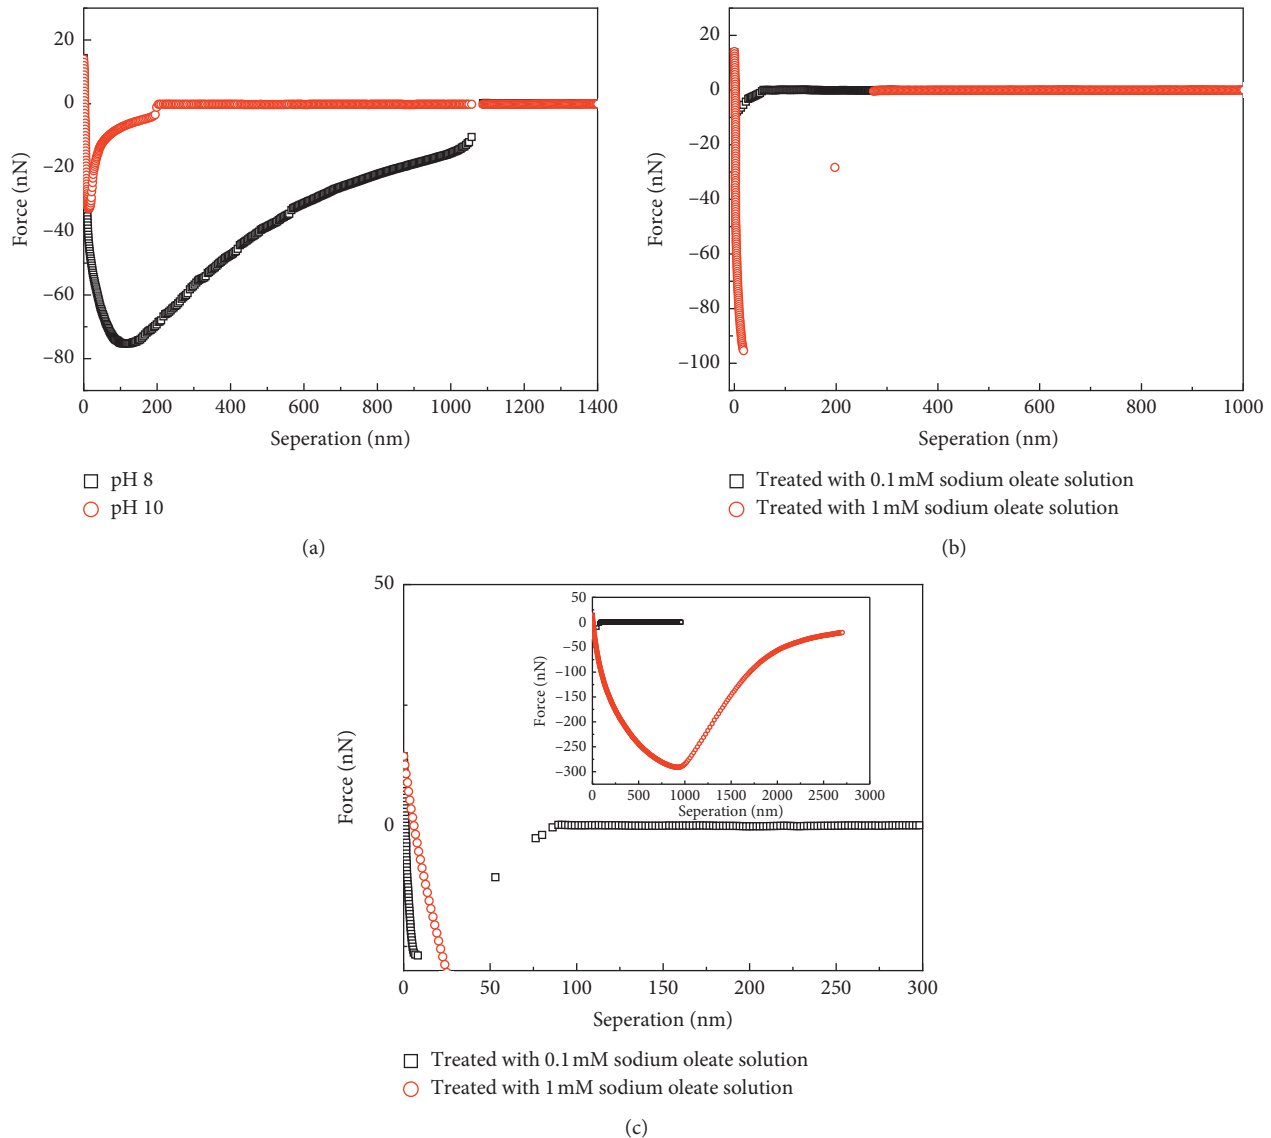 20
0
−20
−40
−60
−80
Force (nN)
0 200 400 600 800 1000 1200 1400
Seperation (nm)
pH 8
pH 10
(a)
20
0
−20
−40
−60
−80
−100
Force (nN)
0 200 400 600 800 1000
Seperation (nm)
Treated with 0.1 mM sodium oleate solution
Treated with 1 mM sodium oleate solution
(b)
50
0
Force (nN)
50
0
−50
−100
−150
−200
−250
−300
Force (nN)
0 500 1000 1500 2000 2500 3000
Seperation (nm)
0 50 100 150 200 250 300
Seperation (nm)
Treated with 0.1 mM sodium oleate solution
Treated with 1 mM sodium oleate solution
(c)